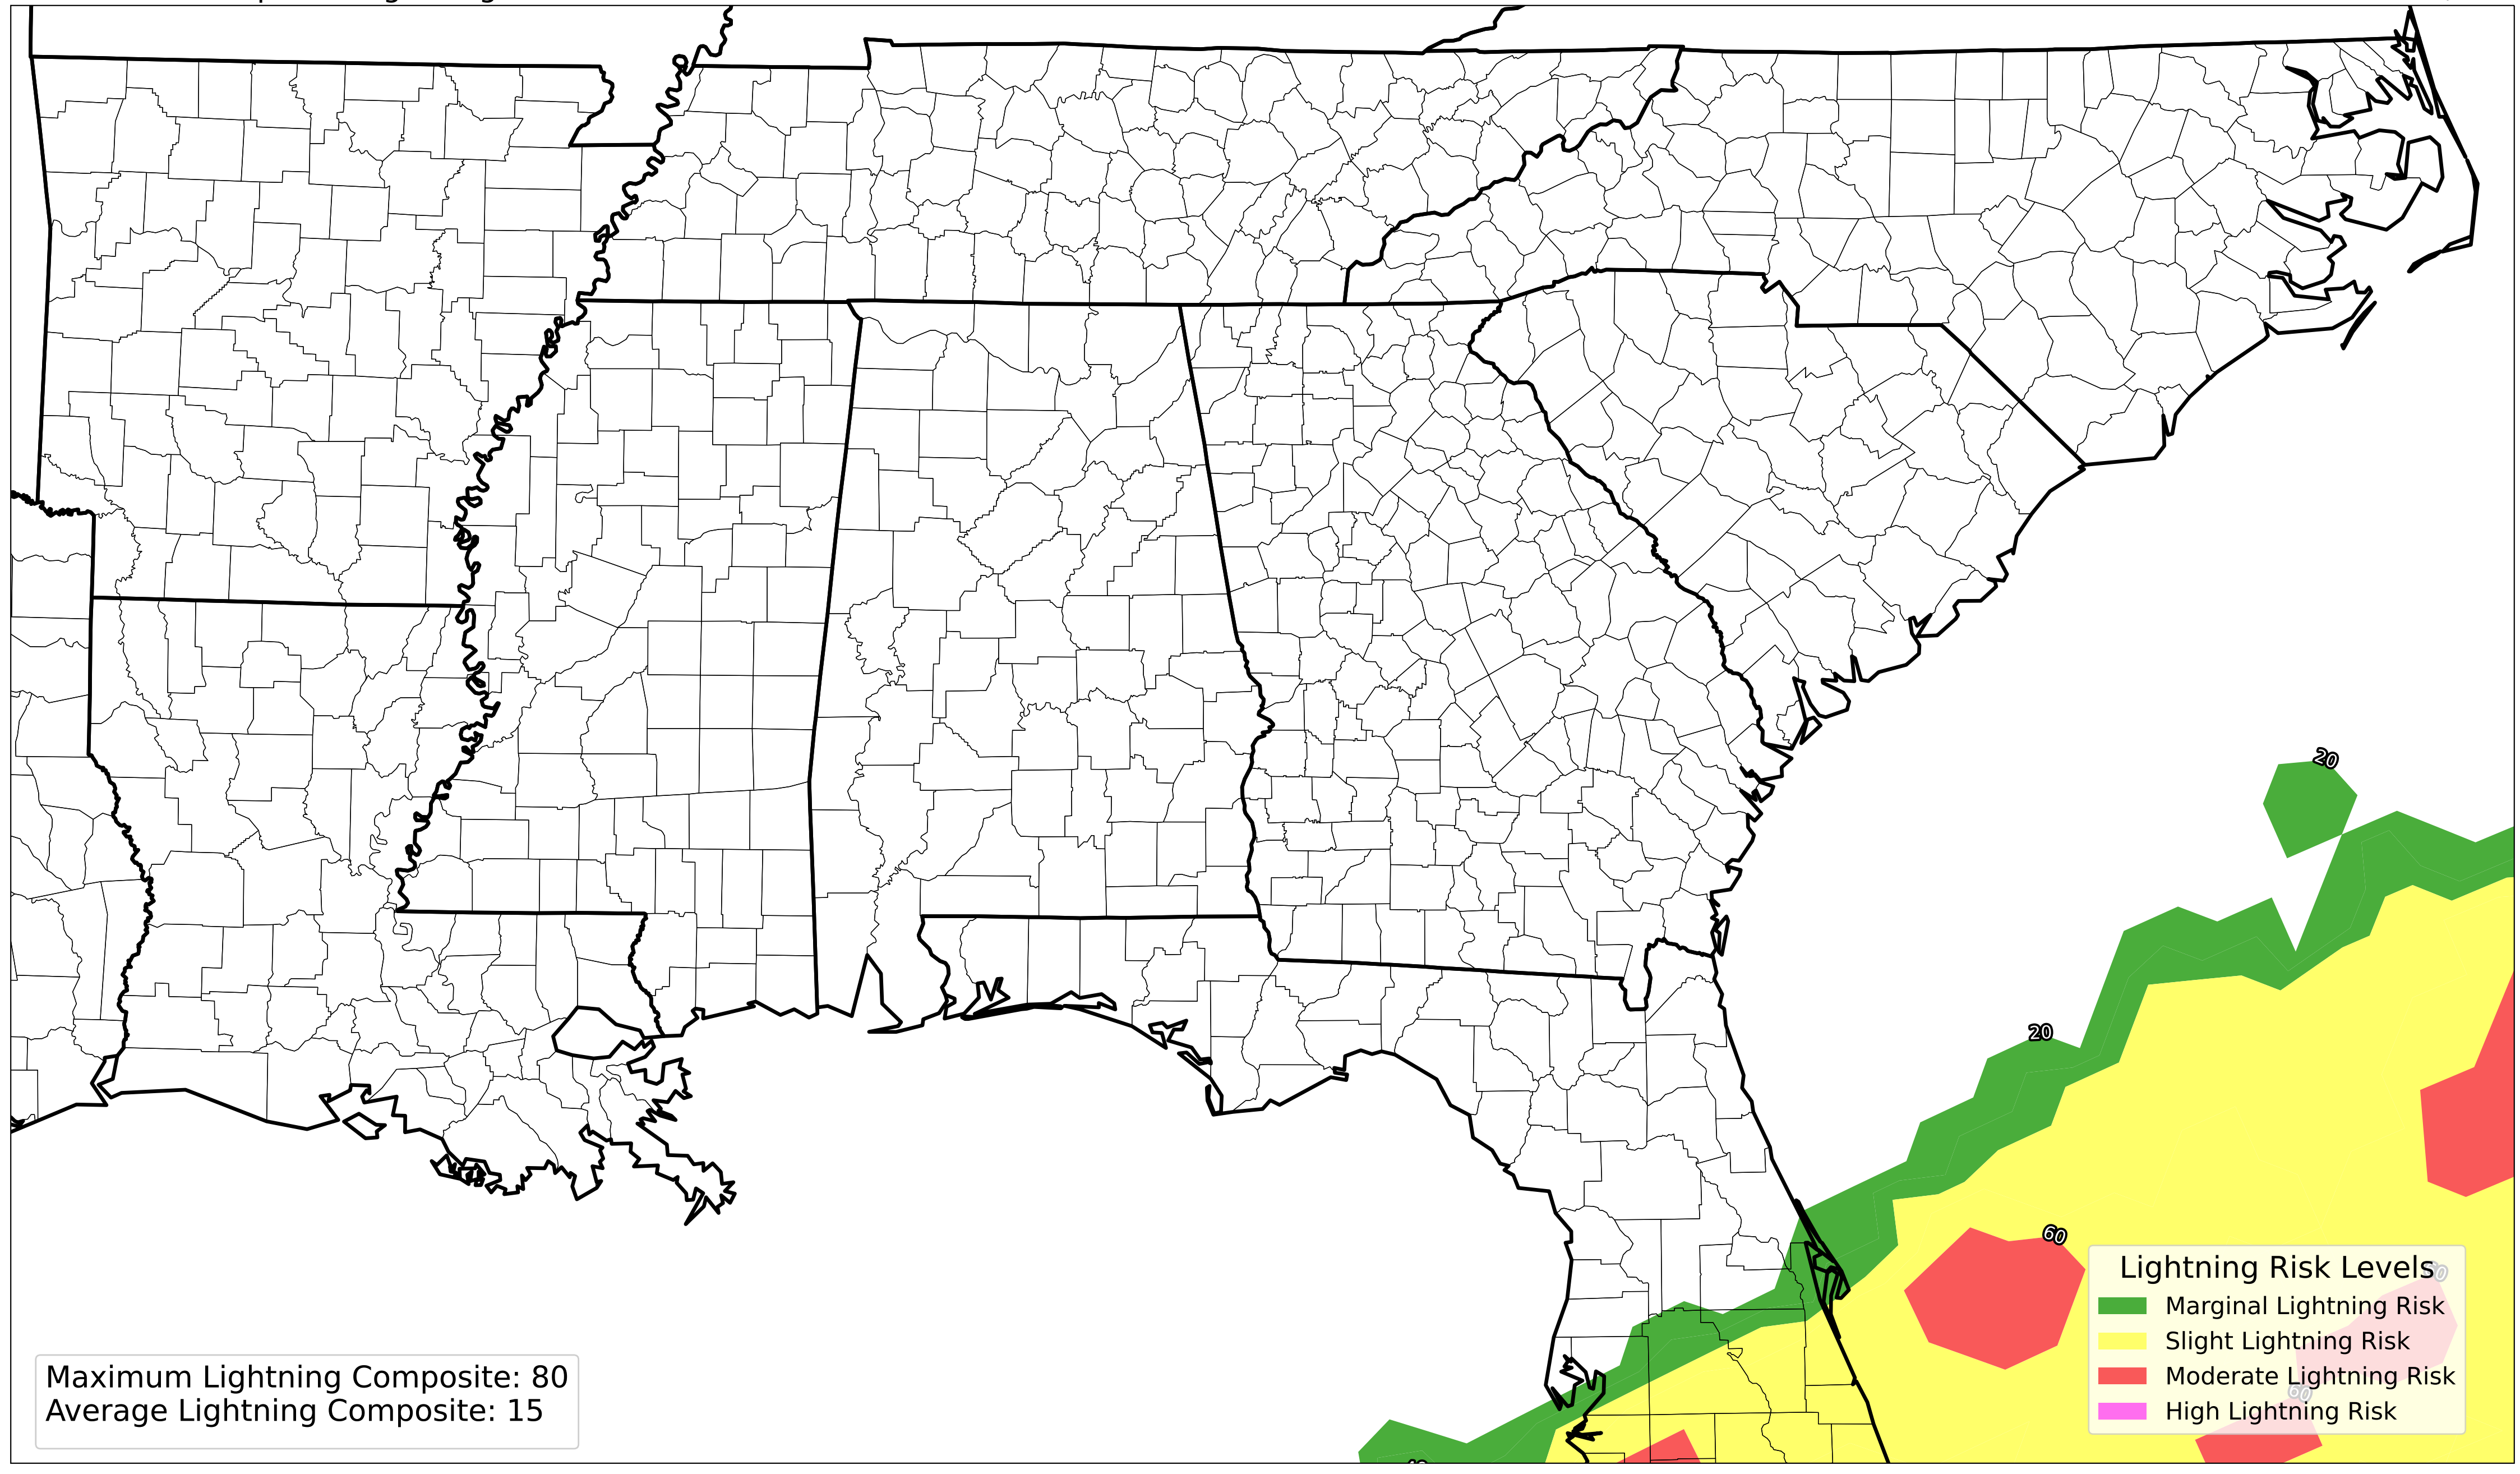 20
20
60
Lightning Risk Levels
Marginal Lightning Risk
Slight Lightning Risk
Moderate Lightning Risk
60
High Lightning Risk
Maximum Lightning Composite: 80
Average Lightning Composite: 15